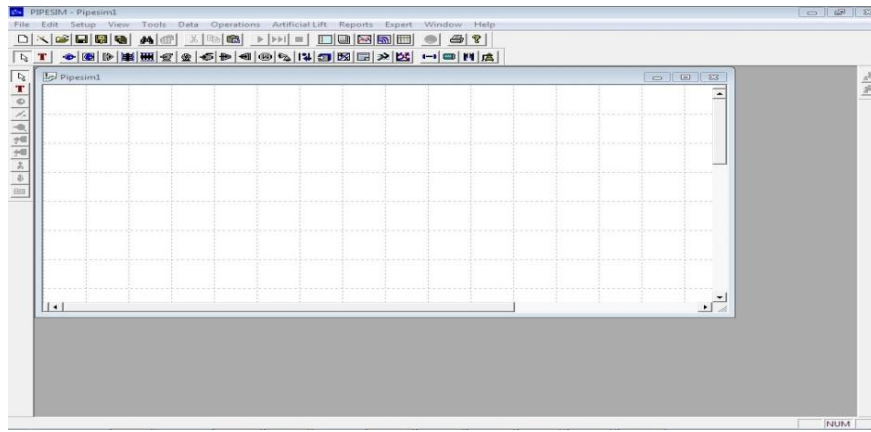 PIPESIM - Pipesim1
File Edit Setup View Tools Data Operations Artificial Lift Reports Expert Window Help
T
T
Pipesim1
NUM